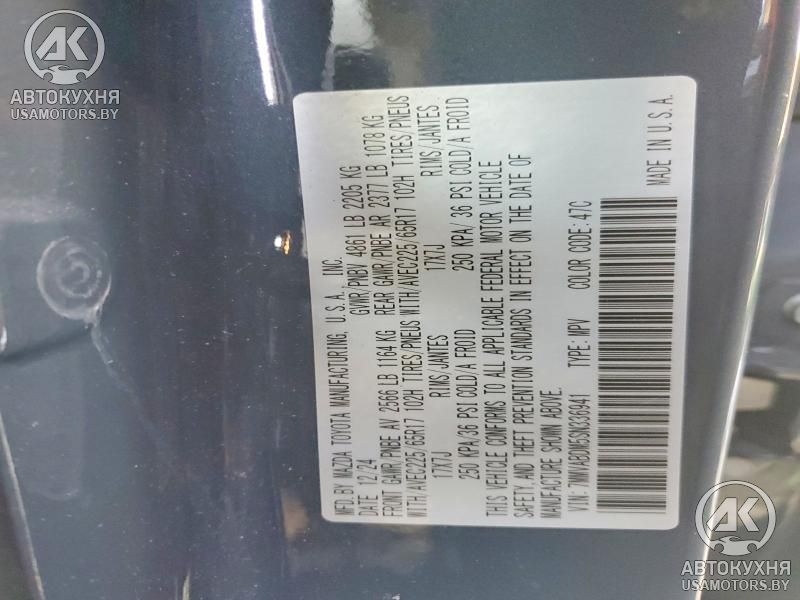 MFD.BY MAZDA TOYOTA MANUFACTURING, U.S.A., INC.
DATE 12/24 GVWR/PNBV 4861 LB 2205 KG
FRONT GAWR/PNBE AV 2566 LB 1164 KG REAR GAWR/PNBE AR 2377 LB 1078 KG
WITH/AVEC225/65R17 102H TIRES/PNEUS WITH/AVEC225/65R17 102H TIRES/PNEUS
17X7J RIMS/JANTES 17X7J RIMS/JANTES
250 KPA/36 PSI COLD/A FROID 250 KPA/36 PSI COLD/A FROID
THIS VEHICLE CONFORMS TO ALL APPLICABLE FEDERAL MOTOR VEHICLE
SAFETY,AND THEFT PREVENTION STANDARDS IN EFFECT ON THE DATE OF
MANUFACTURE SHOWN ABOVE.
VIN: 7MMVABDM4SN336941 TYPE: MPV COLOR CODE: 47C
MADE IN U.S.A.
AK
АВТОКУХНЯ
USAMOTORS.BY
AK
АВТОКУХНЯ
USAMOTORS.BY